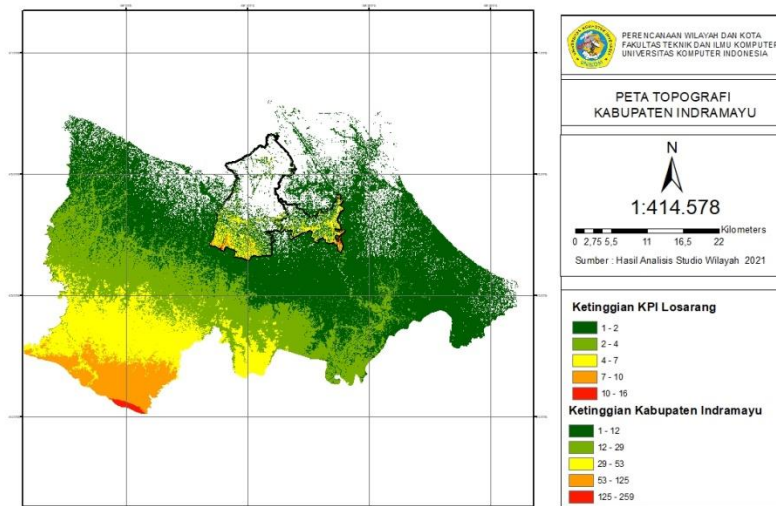 PERENCANAAN WILAYAH DAN KOTA
FAKULTAS TEKNIK DAN ILMU KOMPUTER
UNIVERSITAS KOMPUTER INDONESIA
PETA TOPOGRAFI
KABUPATEN INDRAMAYU
N
1:414.578
Kilometers
0 2,75 5,5 11 16,5 22
Sumber : Hasil Analisis Studio Wilayah 2021
Ketinggian KPI Losarang
1 - 2
2 - 4
4 - 7
7 - 10
10 - 16
Ketinggian Kabupaten Indramayu
1 - 12
12 - 29
29 - 53
53 - 125
125 - 259